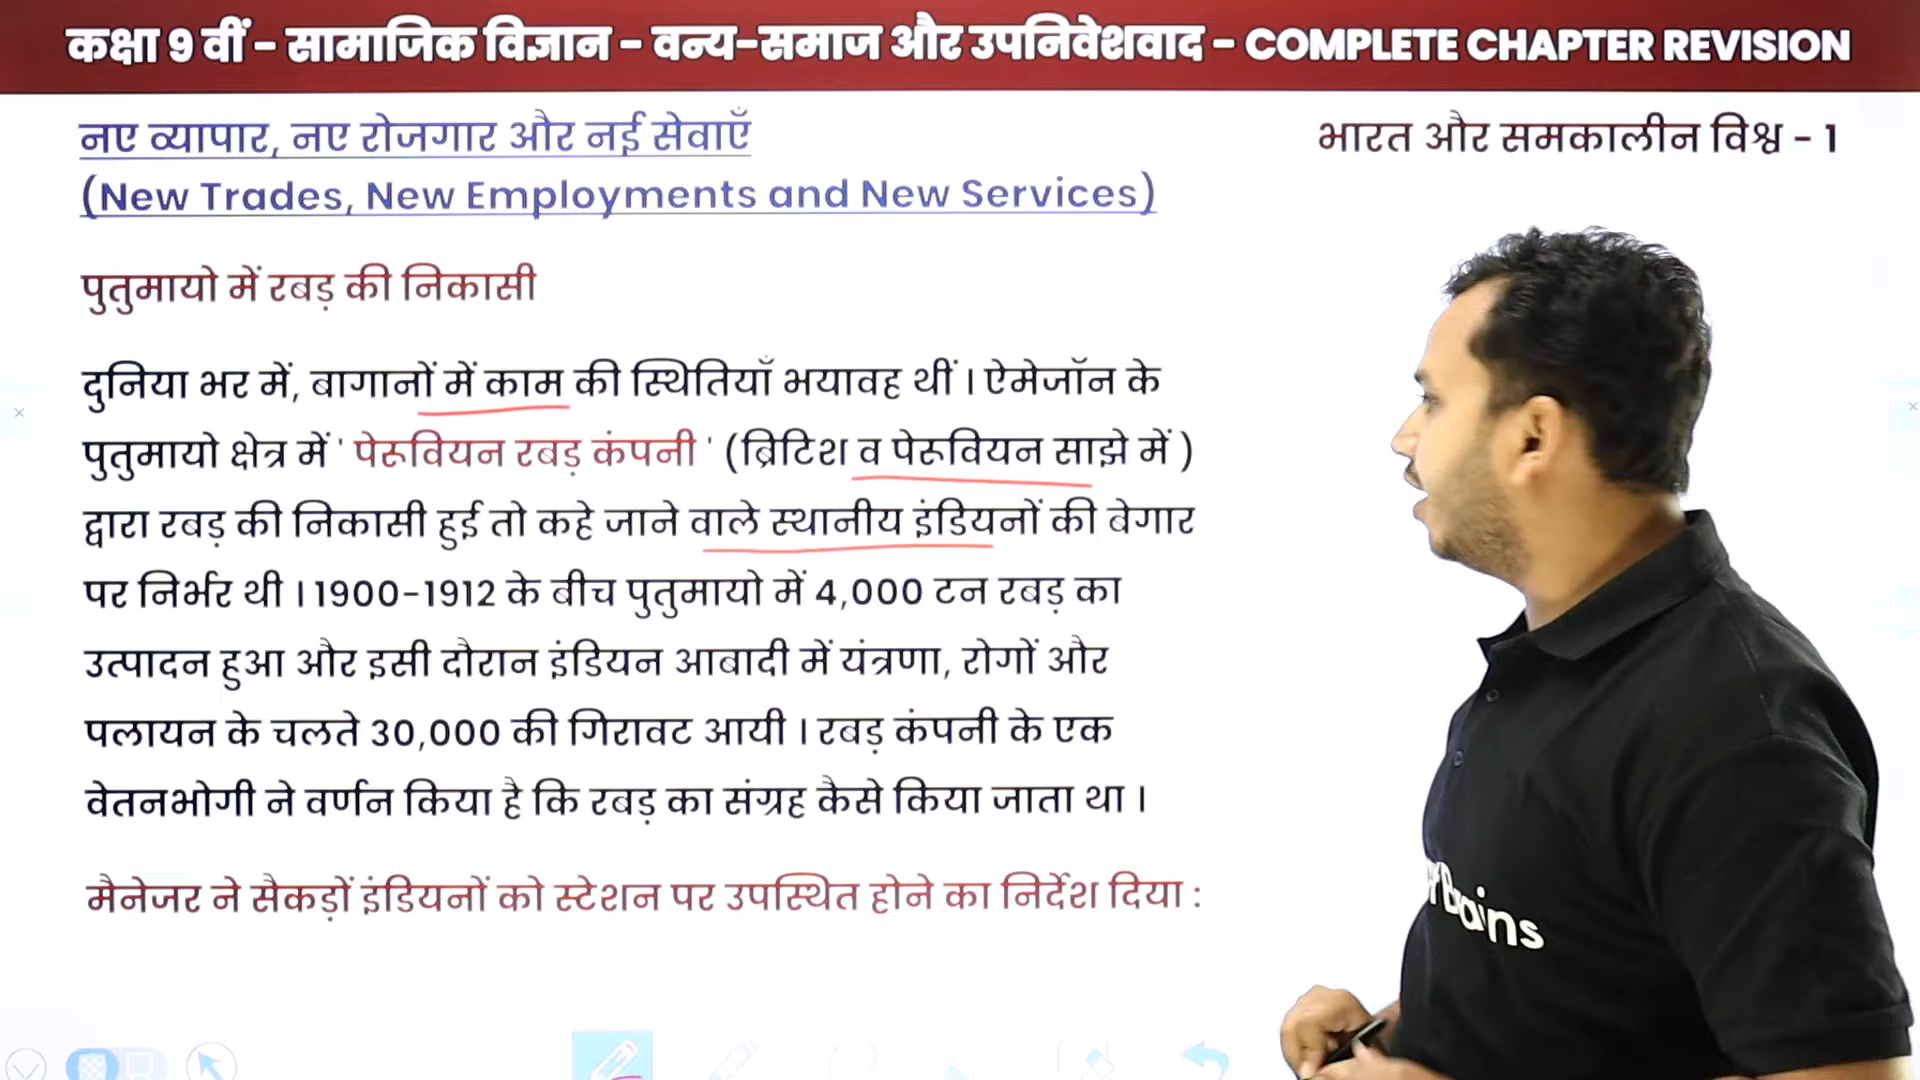 कक्षा 9 वीं - सामाजिक विज्ञान - वन्य-समाज और उपनिवेशवाद - COMPLETE CHAPTER REVISION
नए व्यापार, नए रोजगार और नई सेवाएँ
भारत और समकालीन विश्व - 1
(New Trades, New Employments and New Services)
पुतुमायो में रबड़ की निकासी
दुनिया भर में, बागानों में काम की स्थितियाँ भयावह थीं । ऐमेजॉन के
पुतुमायो क्षेत्र में ' पेरूवियन रबड़ कंपनी ' (ब्रिटिश व पेरूवियन साझे में )
द्वारा रबड़ की निकासी हुई तो कहे जाने वाले स्थानीय इंडियनों की बेगार
पर निर्भर थी । 1900-1912 के बीच पुतुमायो में 4,000 टन रबड़ का
उत्पादन हुआ और इसी दौरान इंडियन आबादी में यंत्रणा, रोगों और
पलायन के चलते 30,000 की गिरावट आयी । रबड़ कंपनी के एक
वेतनभोगी ने वर्णन किया है कि रबड़ का संग्रह कैसे किया जाता था ।
मैनेजर ने सैकड़ों इंडियनों को स्टेशन पर उपस्थित होने का निर्देश दिया :